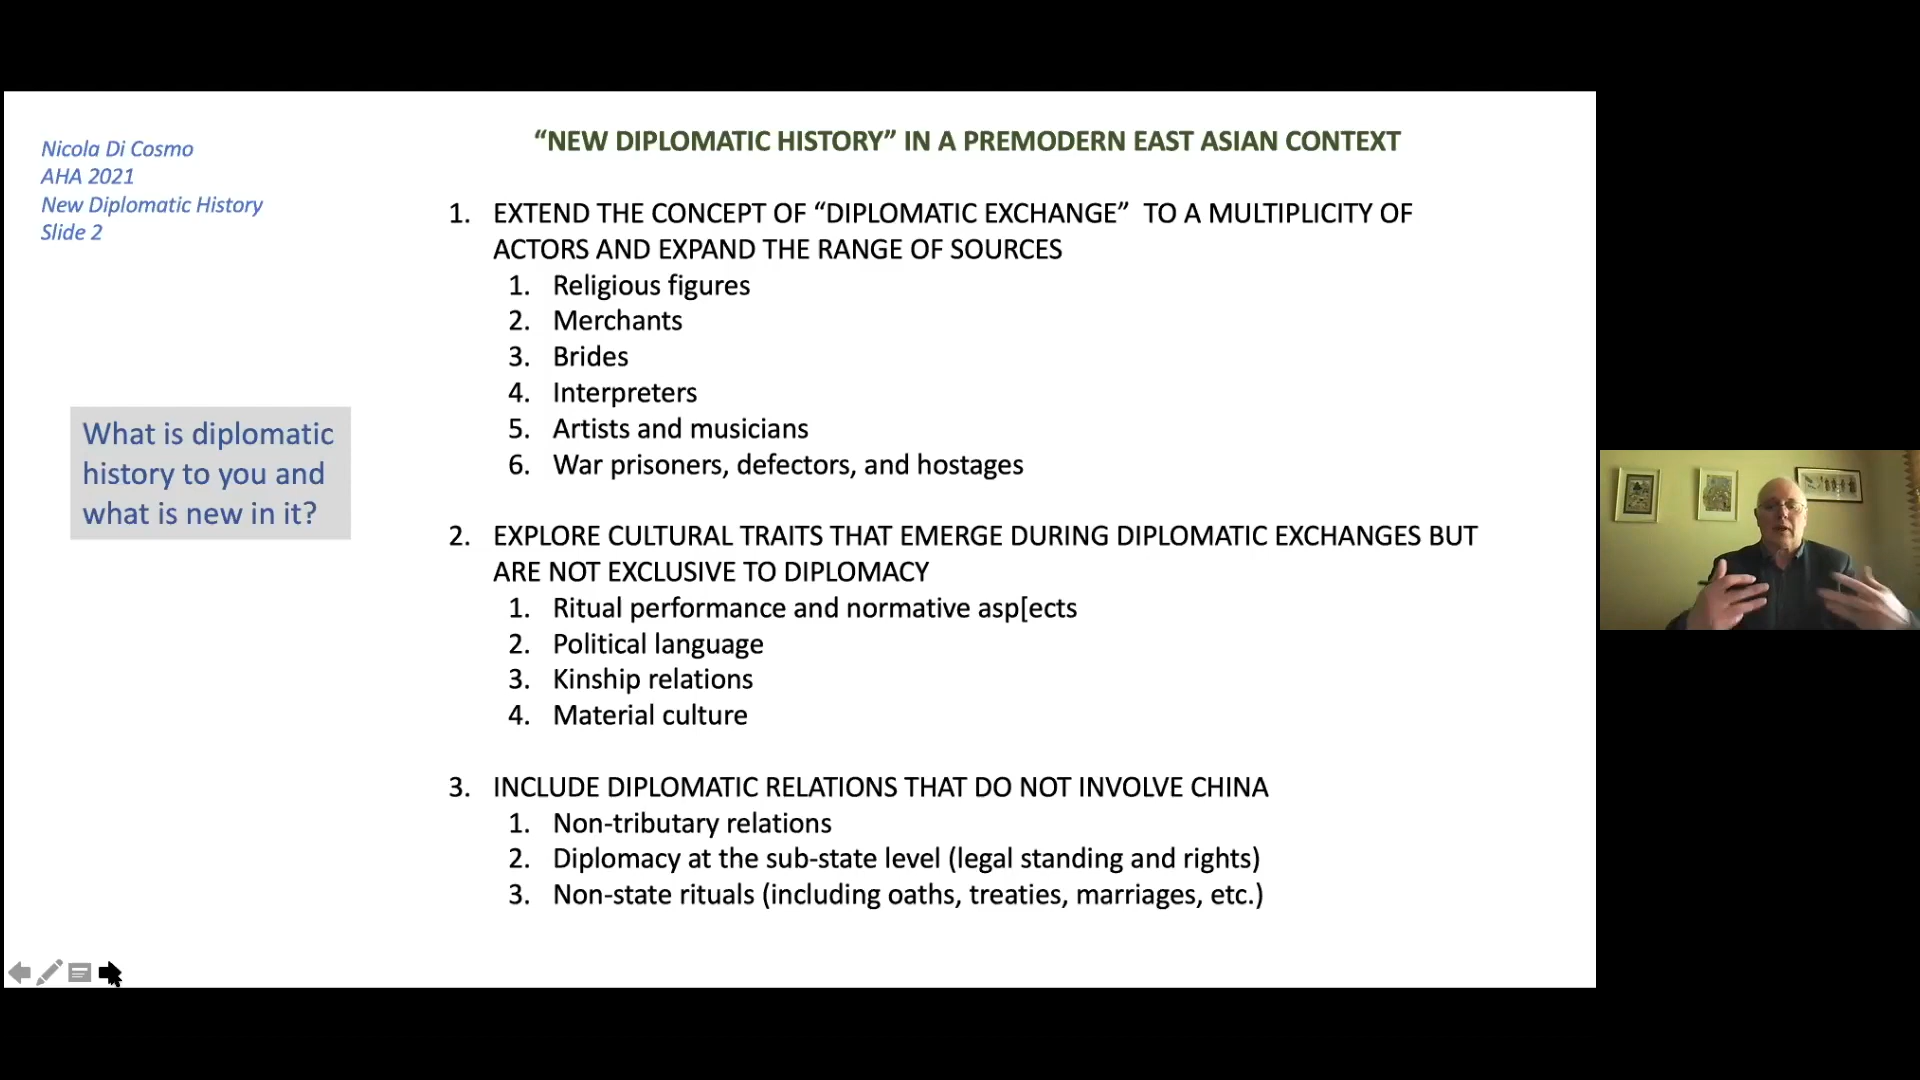 Nicola Di Cosmo
AHA 2021
New Diplomatic History
Slide 2
What is diplomatic
history to you and
what is new in it?
“NEW DIPLOMATIC HISTORY” IN A PREMODERN EAST ASIAN CONTEXT
1. EXTEND THE CONCEPT OF “DIPLOMATIC EXCHANGE” TO A MULTIPLICITY OF
ACTORS AND EXPAND THE RANGE OF SOURCES
1. Religious figures
2. Merchants
3. Brides
4. Interpreters
5. Artists and musicians
6. War prisoners, defectors, and hostages
2. EXPLORE CULTURAL TRAITS THAT EMERGE DURING DIPLOMATIC EXCHANGES BUT
ARE NOT EXCLUSIVE TO DIPLOMACY
1. Ritual performance and normative asp[ects
2. Political language
3. Kinship relations
4. Material culture
3. INCLUDE DIPLOMATIC RELATIONS THAT DO NOT INVOLVE CHINA
1. Non-tributary relations
2. Diplomacy at the sub-state level (legal standing and rights)
3. Non-state rituals (including oaths, treaties, marriages, etc.)